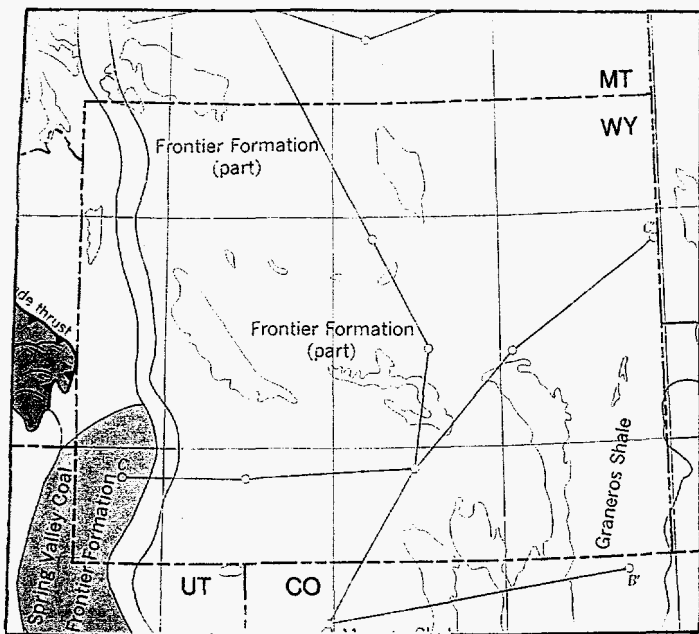 MT
WY
Frontier Formation
(part)
Frontier Formation
(part)
thrust
Spring Valley Coal
Frontier Formation
C
Graneros Shale
UT
CO
B'